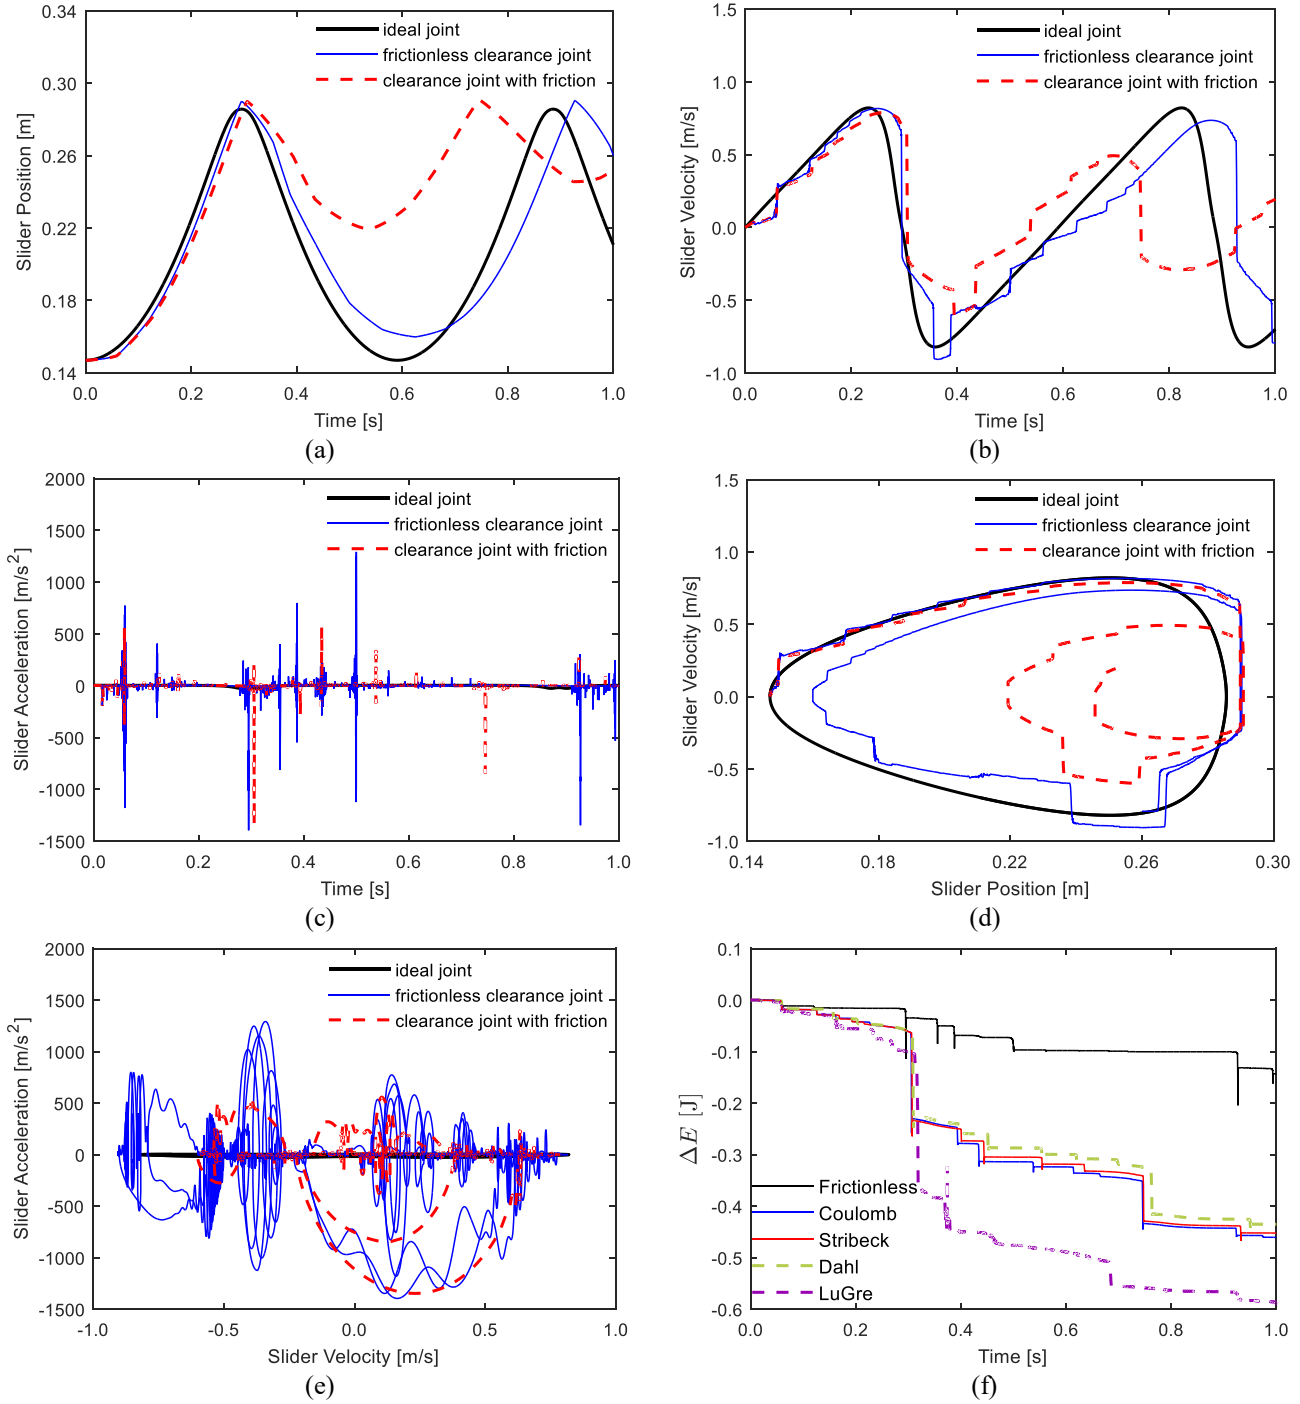 0.34
0.30
0.26
0.22
0.18
0.14
Slider Position [m]
ideal joint
frictionless clearance joint
clearance joint with friction
0.0 0.2 0.4 0.6 0.8 1.0
Time [s]
(a)
1.5
1.0
0.5
0.0
-0.5
-1.0
Slider Velocity [m/s]
ideal joint
frictionless clearance joint
clearance joint with friction
0.0 0.2 0.4 0.6 0.8 1.0
Time [s]
(b)
2000
1500
1000
500
0
-500
-1000
-1500
Slider Acceleration [m/s²]
ideal joint
frictionless clearance joint
clearance joint with friction
0.0 0.2 0.4 0.6 0.8 1.0
Time [s]
(c)
1.5
1.0
0.5
0.0
-0.5
-1.0
Slider Velocity [m/s]
ideal joint
frictionless clearance joint
clearance joint with friction
0.14 0.18 0.22 0.26 0.30
Slider Position [m]
(d)
2000
1500
1000
500
0
-500
-1000
-1500
Slider Acceleration [m/s²]
ideal joint
frictionless clearance joint
clearance joint with friction
-1.0 -0.5 0.0 0.5 1.0
Slider Velocity [m/s]
(e)
0.1
0.0
-0.1
-0.2
-0.3
-0.4
-0.5
-0.6
ΔE [J]
Frictionless
Coulomb
Stribeck
Dahl
LuGre
0.0 0.2 0.4 0.6 0.8 1.0
Time [s]
(f)